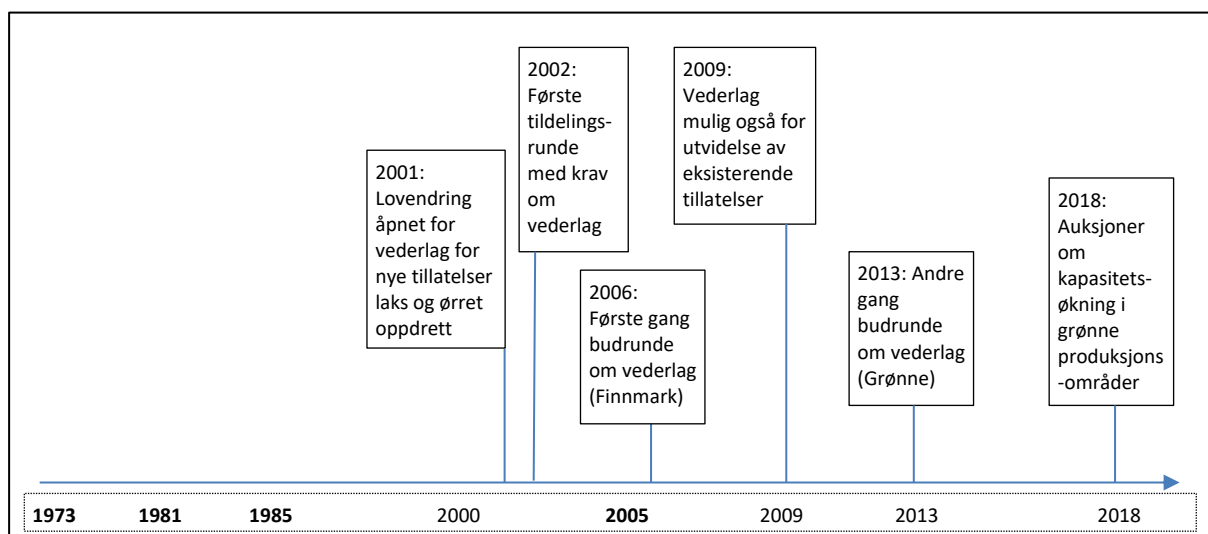 2001:
Lovendring
åpnet for
vederlag for
nye tillatelser
laks og ørret
oppdrett
2002:
Første
tildelings-
runde
med krav
om
vederlag
2006:
Første gang
budrunde
om vederlag
(Finnmark)
2009:
Vederlag
mulig også for
utvidelse av
eksisterende
tillatelser
2013: Andre
gang
budrunde
om vederlag
(Grønne)
2018:
Auksjoner
om
kapasitets-
økning i
grønne
produksjons
-områder
1973 1981 1985 2000 2005 2009 2013 2018